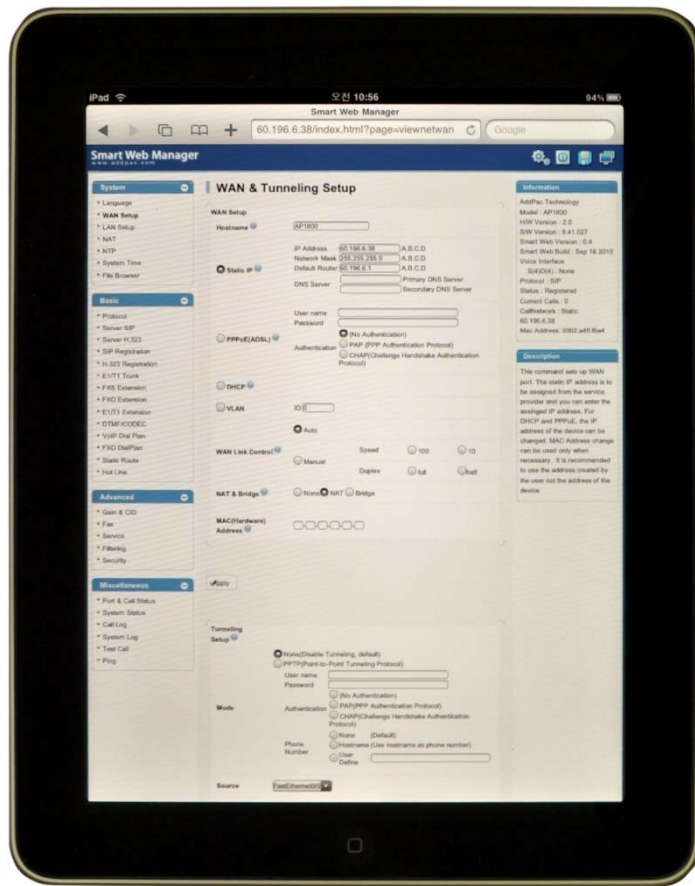 iPad
오전 10:56
94%
Smart Web Manager
60.196.6.38/index.html?page=viewnetwan
Google
Smart Web Manager
www.addpac.com
System
Language
WAN Setup
LAN Setup
NAT
NTP
System Time
File Browser
Basic
Protocol
Server SIP
Server H.323
SIP Registration
H.323 Registration
E1/T1 Trunk
FXS Extension
FXO Extension
E1/T1 Extension
DTMF/CODEC
VoIP Dial Plan
FXO DialPlan
Static Route
Hot Line
Advanced
Gain & CID
Fax
Service
Filtering
Security
Miscellaneous
Port & Call Status
System Status
Call Log
System Log
Test Call
Ping
WAN & Tunneling Setup
WAN Setup
Hostname AP1800
Static IP
IP Address 60.196.6.38 A,B,C,D
Network Mask 255.255.255.0 A,B,C,D
Default Router 60.196.6.1 A,B,C,D
DNS Server Primary DNS Server
Secondary DNS Server
PPPoE(ADSL)
User name
Password
Authentication
(No Authentication)
PAP (PPP Authentication Protocol)
CHAP(Challenge Handshake Authentication
Protocol)
DHCP
VLAN ID 0
WAN Link Control
Auto
Manual
Speed 100 10
Duplex full half
NAT & Bridge None NAT Bridge
MAC(Hardware)
Address
Apply
Tunneling
Setup
Mode
None(Disable Tunneling, default)
PPTP(Point-to-Point Tunneling Protocol)
User name
Password
Authentication
(No Authentication)
PAP(PPP Authentication Protocol)
CHAP(Challenge Handshake Authentication
Protocol)
Phone
Number
None (Default)
Hostname (Use hostname as phone number)
User
Define
Source FastEthernet0/0
Information
AddPac Technology
Model : AP1800
H/W Version : 2.0
S/W Version : 8.41.027
Smart Web Version : 0.4
Smart Web Build : Sep 16 2010
Voice Interface
S(4)O(4) : None
Protocol : SIP
Status : Registered
Current Calls : 0
CallNetwork : Static
60.196.6.38
Mac Address :
Description
This command sets up WAN
port. The static IP address is to
be assigned from the service
provider and you can enter the
assinged IP address. For
DHCP and PPPoE, the IP
address of the device can be
changed. MAC Address change
can be used only when
necessary . It is recommended
to use the address created by
the user not the address of the
device